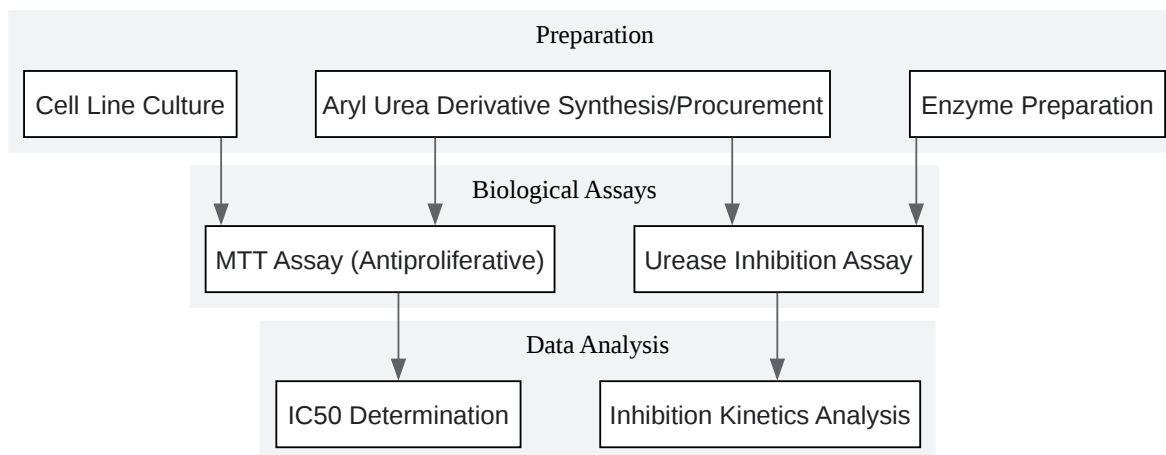 Preparation
Cell Line Culture
Aryl Urea Derivative Synthesis/Procurement
Enzyme Preparation
Biological Assays
MTT Assay (Antiproliferative)
Urease Inhibition Assay
Data Analysis
IC50 Determination
Inhibition Kinetics Analysis